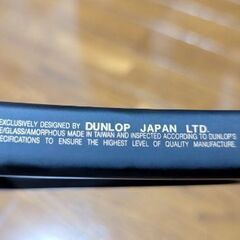 EXCLUSIVELY DESIGNED BY DUNLOP JAPAN LTD.
E/GLASS/AMORPHOUS MADE IN TAIWAN AND INSPECTED ACCORDING TO DUNLOP'S
SPECIFICATIONS TO ENSURE THE HIGHEST LEVEL OF QUALITY MANUFACTURE.